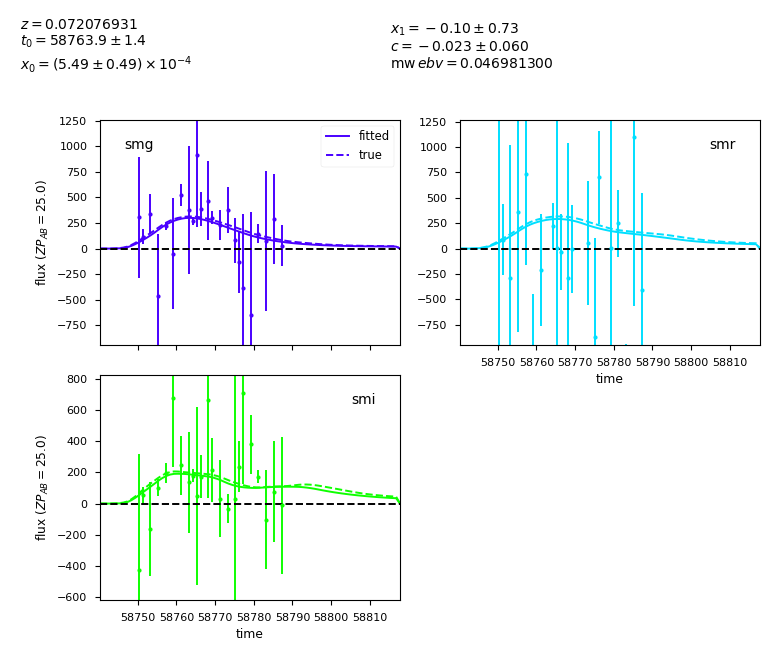 z = 0.072076931
t₀ = 58763.9 ± 1.4
x₀ = (5.49 ± 0.49) × 10⁻⁴
x₁ = −0.10 ± 0.73
c = −0.023 ± 0.060
mwebv = 0.046981300
smg
fitted
true
1250
1000
750
500
250
0
−250
−500
−750
flux (ZP_AB = 25.0)
smr
1250
1000
750
500
250
0
−250
−500
−750
58750 58760 58770 58780 58790 58800 58810
time
smi
800
600
400
200
0
−200
−400
−600
flux (ZP_AB = 25.0)
58750 58760 58770 58780 58790 58800 58810
time